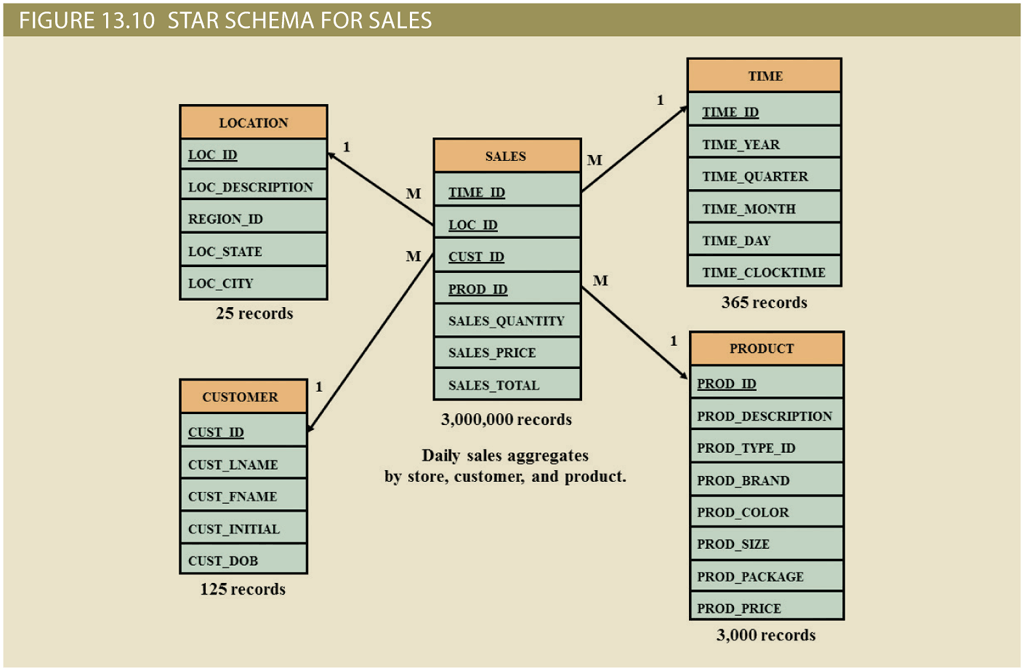 FIGURE 13.10 STAR SCHEMA FOR SALES
LOCATION
LOC_ID
LOC_DESCRIPTION
REGION_ID
LOC_STATE
LOC_CITY
25 records
1
M
CUSTOMER
CUST_ID
CUST_LNAME
CUST_FNAME
CUST_INITIAL
CUST_DOB
125 records
1
M
SALES
TIME_ID
LOC_ID
CUST_ID
PROD_ID
SALES_QUANTITY
SALES_PRICE
SALES_TOTAL
3,000,000 records
Daily sales aggregates
by store, customer, and product.
M
1
TIME
TIME_ID
TIME_YEAR
TIME_QUARTER
TIME_MONTH
TIME_DAY
TIME_CLOCKTIME
365 records
M
1
PRODUCT
PROD_ID
PROD_DESCRIPTION
PROD_TYPE_ID
PROD_BRAND
PROD_COLOR
PROD_SIZE
PROD_PACKAGE
PROD_PRICE
3,000 records